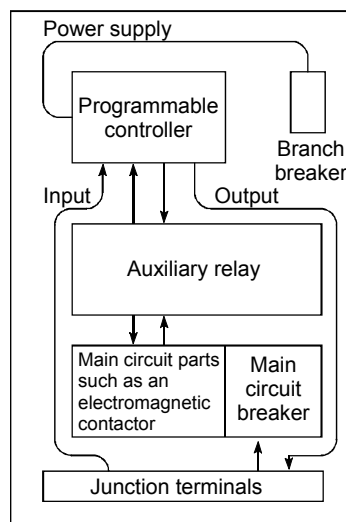 Power supply
Programmable
controller
Branch
breaker
Input
Output
Auxiliary relay
Main circuit parts
such as an
electromagnetic
contactor
Main
circuit
breaker
Junction terminals